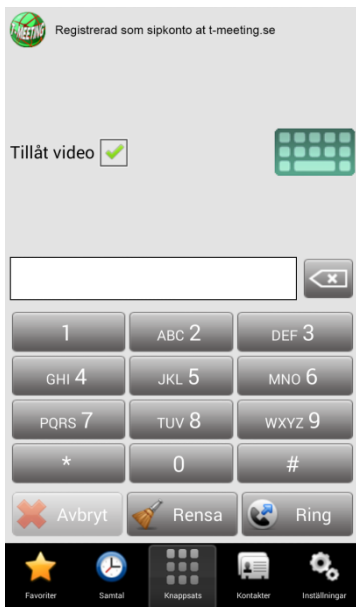 T-MEETING
Registrerad som sipkonto at t-meeting.se
Tillåt video
1 ABC 2 DEF 3
GHI 4 JKL 5 MNO 6
PQRS 7 TUV 8 WXYZ 9
* 0 #
Avbryt Rensa Ring
Favoriter Samtal Knappsats Kontakter Inställningar